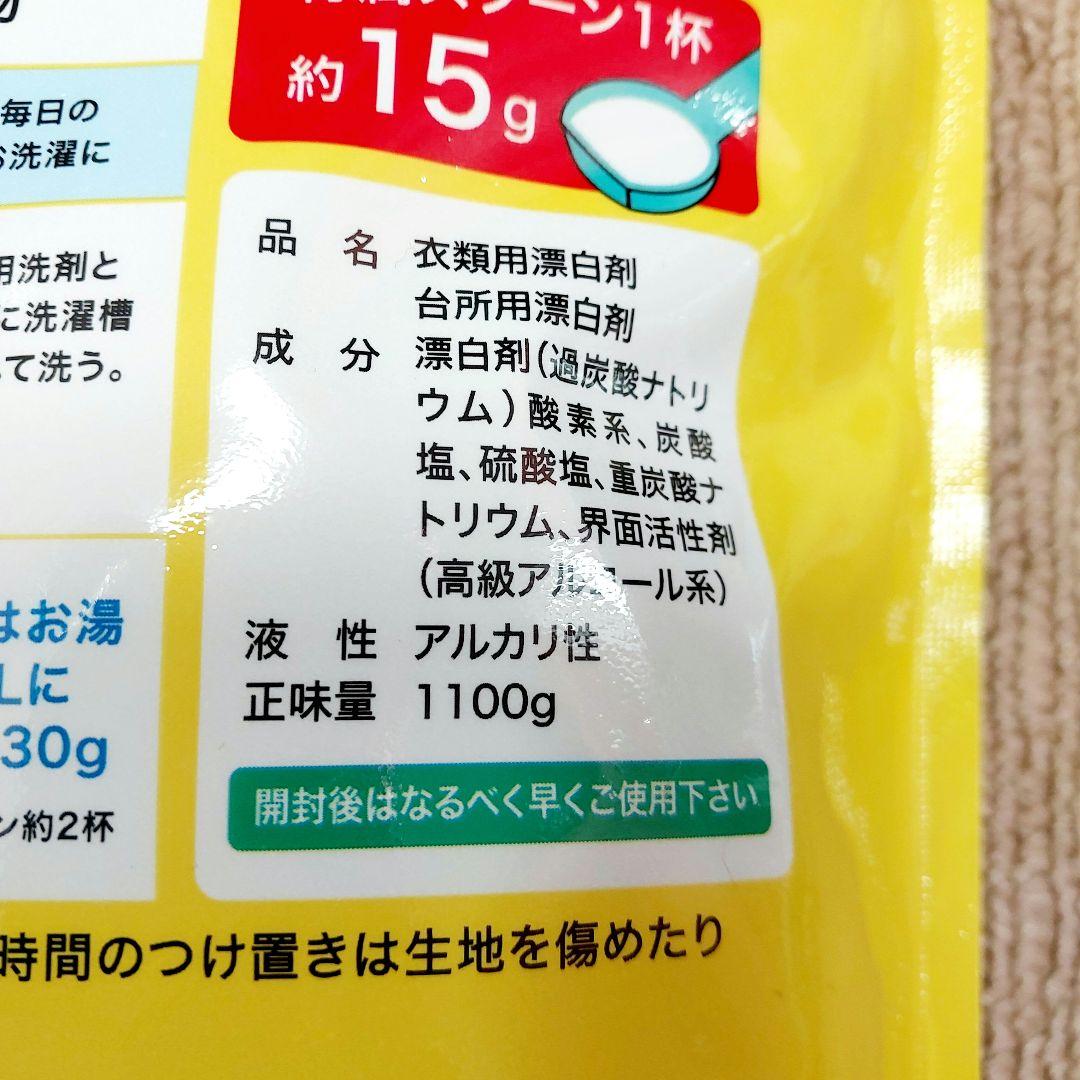 約15g
毎日の
お洗濯に
用洗剤と
に洗濯槽
て洗う。
はお湯
Lに
30g
ン約2杯
品 名 衣類用漂白剤
台所用漂白剤
成 分 漂白剤(過炭酸ナトリ
ウム)酸素系、炭酸
塩、硫酸塩、重炭酸ナ
トリウム、界面活性剤
(高級アルコール系)
液 性 アルカリ性
正味量 1100g
開封後はなるべく早くご使用下さい
時間のつけ置きは生地を傷めたり